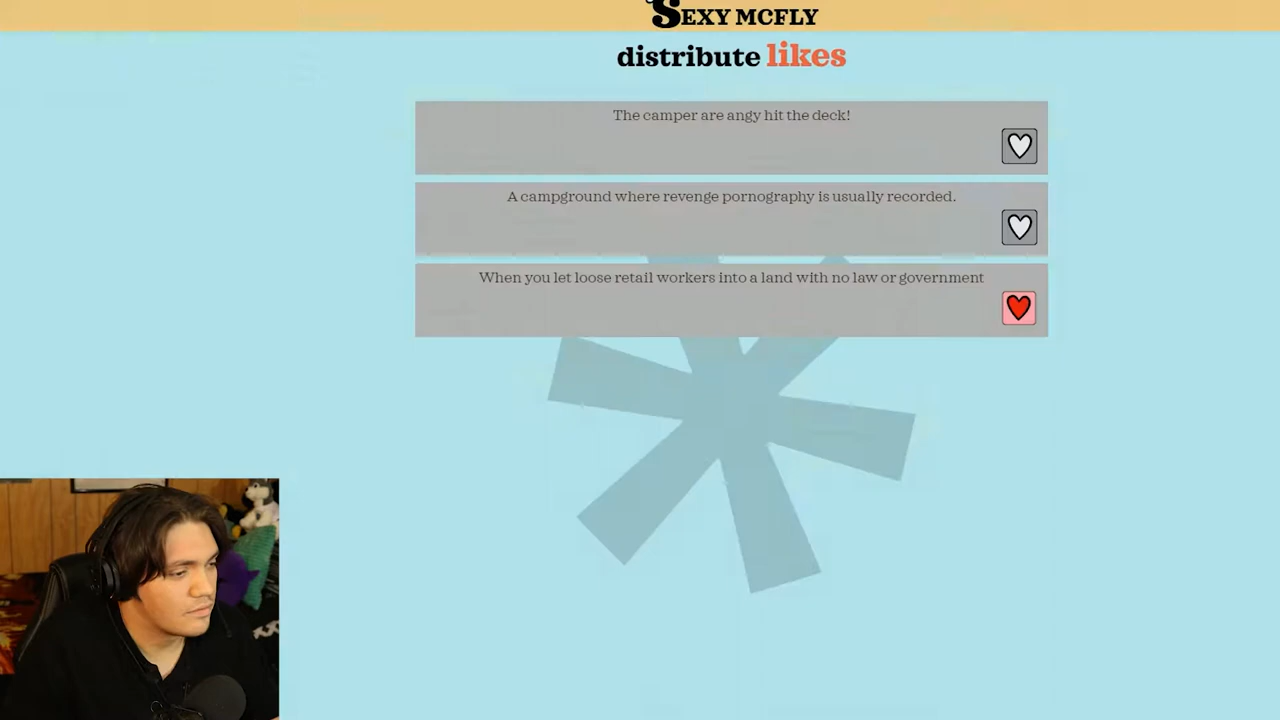 SEXY MCFLY
distribute likes
The camper are angy hit the deck!
A campground where revenge pornography is usually recorded.
When you let loose retail workers into a land with no law or government